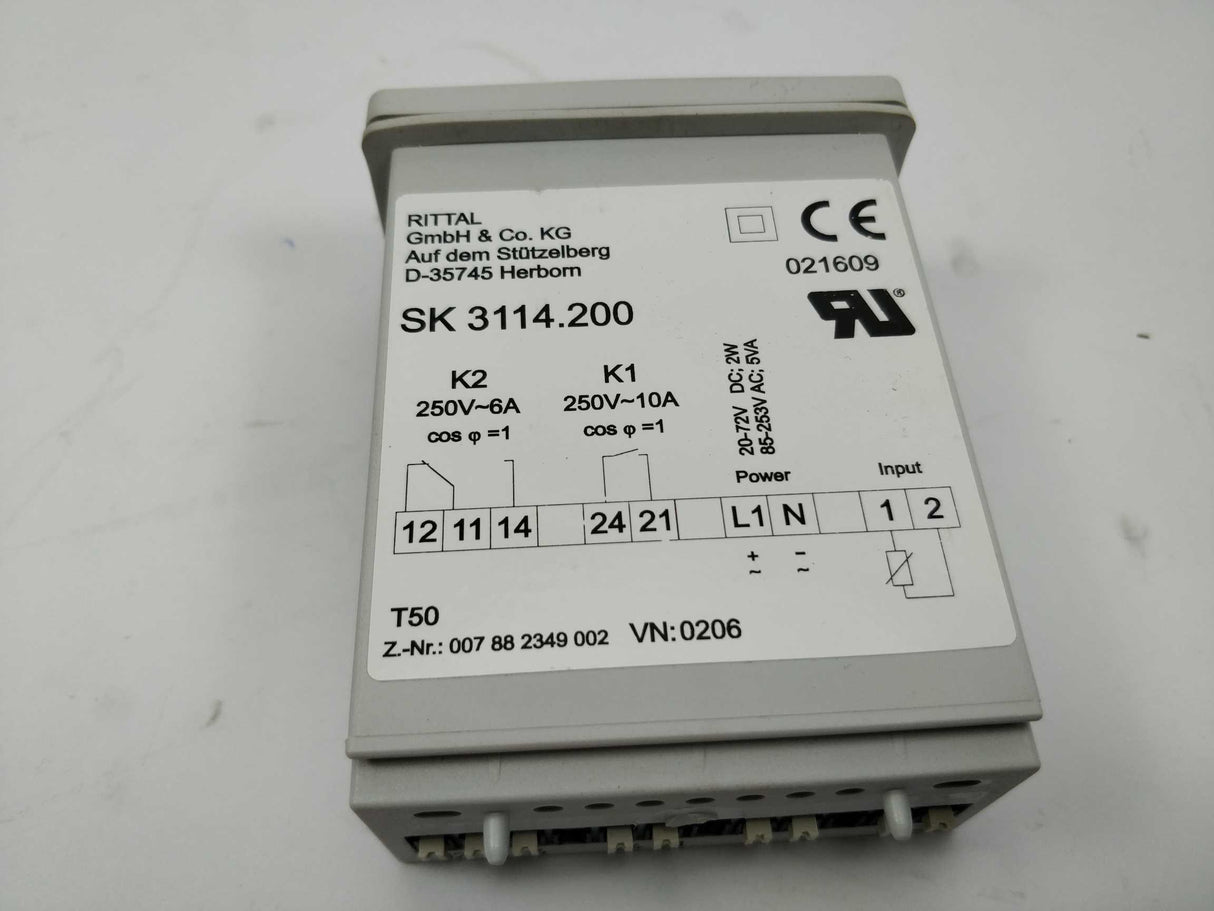 RITTAL
GmbH & Co. KG
Auf dem Stützelberg
D-35745 Herborn
CE
021609
SK 3114.200
RU®
K2
250V~6A
cos φ =1
K1
250V~10A
cos φ =1
20-72V DC; 2W
85-253V AC; 5VA
Power
Input
12 11 14 24 21 L1 N 1 2
+ −
~ ~
T50
Z.-Nr.: 007 88 2349 002 VN: 0206